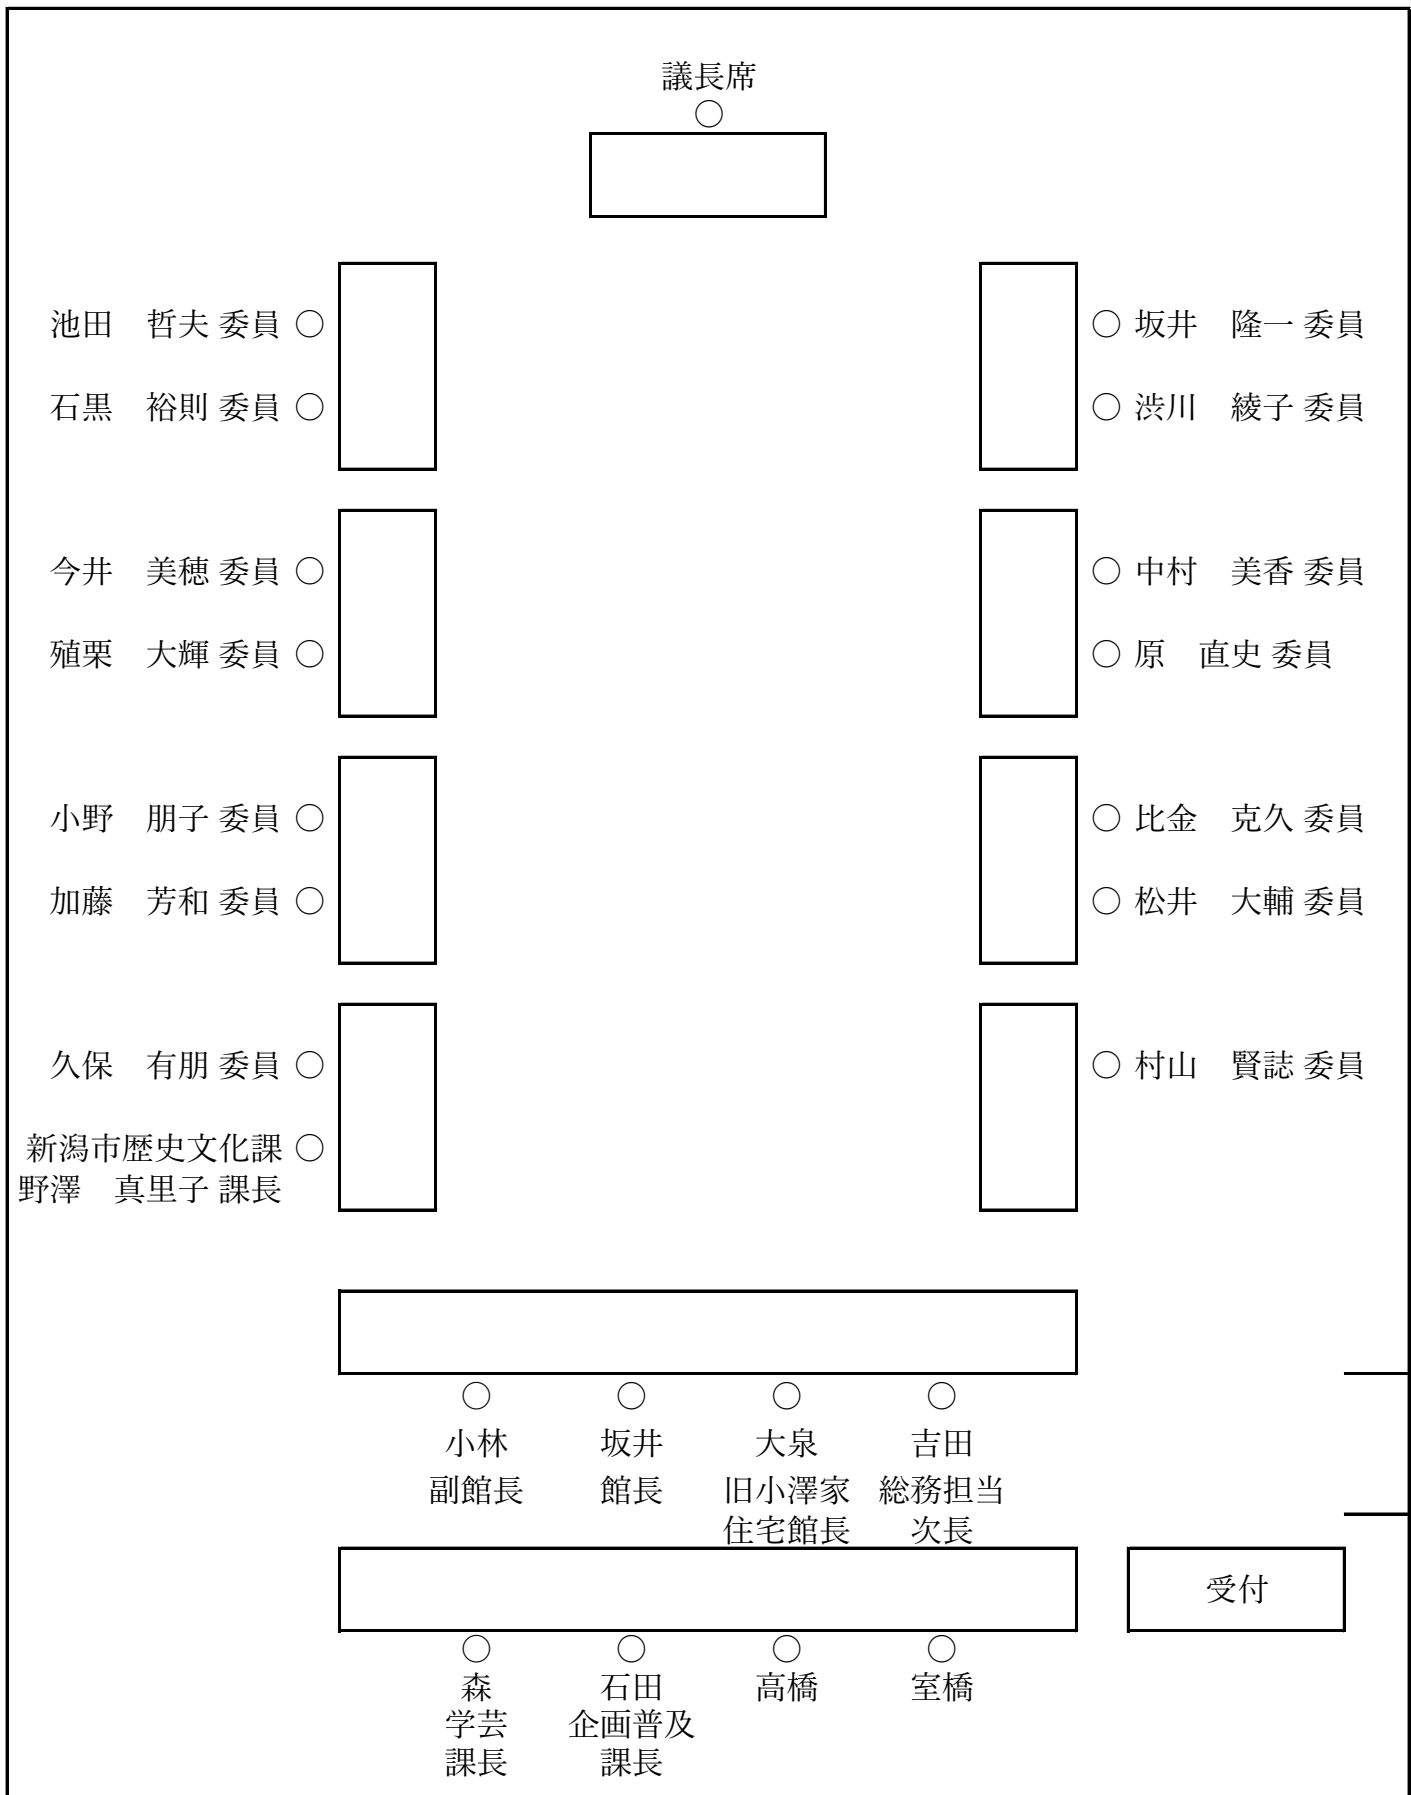 議長席
○
池田　哲夫 委員 ○
○ 坂井　隆一 委員
石黒　裕則 委員 ○
○ 渋川　綾子 委員
今井　美穂 委員 ○
○ 中村　美香 委員
殖栗　大輝 委員 ○
○ 原　直史 委員
小野　朋子 委員 ○
○ 比金　克久 委員
加藤　芳和 委員 ○
○ 松井　大輔 委員
久保　有朋 委員 ○
○ 村山　賢誌 委員
新潟市歴史文化課 ○
野澤　真里子 課長
○ ○ ○ ○
小林 坂井 大泉 吉田
副館長 館長 旧小澤家 総務担当
住宅館長 次長
受付
○ ○ ○ ○
森 石田 高橋 室橋
学芸 企画普及
課長 課長